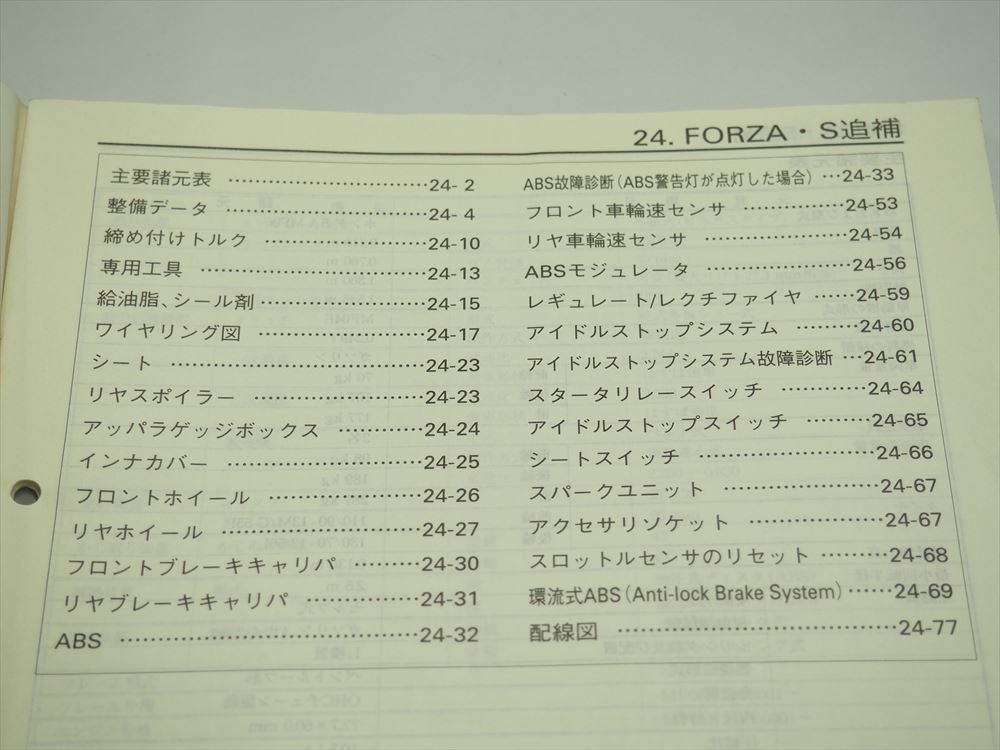 24. FORZA・S追補
主要諸元表 …………………………24- 2
整備データ …………………………24- 4
締め付けトルク ……………………24-10
専用工具 ……………………………24-13
給油脂、シール剤……………………24-15
ワイヤリング図 ……………………24-17
シート ………………………………24-23
リヤスポイラー ……………………24-23
アッパラゲッジボックス …………24-24
インナカバー ………………………24-25
フロントホイール …………………24-26
リヤホイール ………………………24-27
フロントブレーキキャリパ ………24-30
リヤブレーキキャリパ ……………24-31
ABS …………………………………24-32
ABS故障診断(ABS警告灯が点灯した場合) …24-33
フロント車輪速センサ ……………24-53
リヤ車輪速センサ …………………24-54
ABSモジュレータ …………………24-56
レギュレート/レクチファイヤ ……24-59
アイドルストップシステム ………24-60
アイドルストップシステム故障診断 …24-61
スタータリレースイッチ …………24-64
アイドルストップスイッチ ………24-65
シートスイッチ ……………………24-66
スパークユニット …………………24-67
アクセサリソケット ………………24-67
スロットルセンサのリセット ………24-68
環流式ABS(Anti-lock Brake System)……24-69
配線図 ………………………………24-77